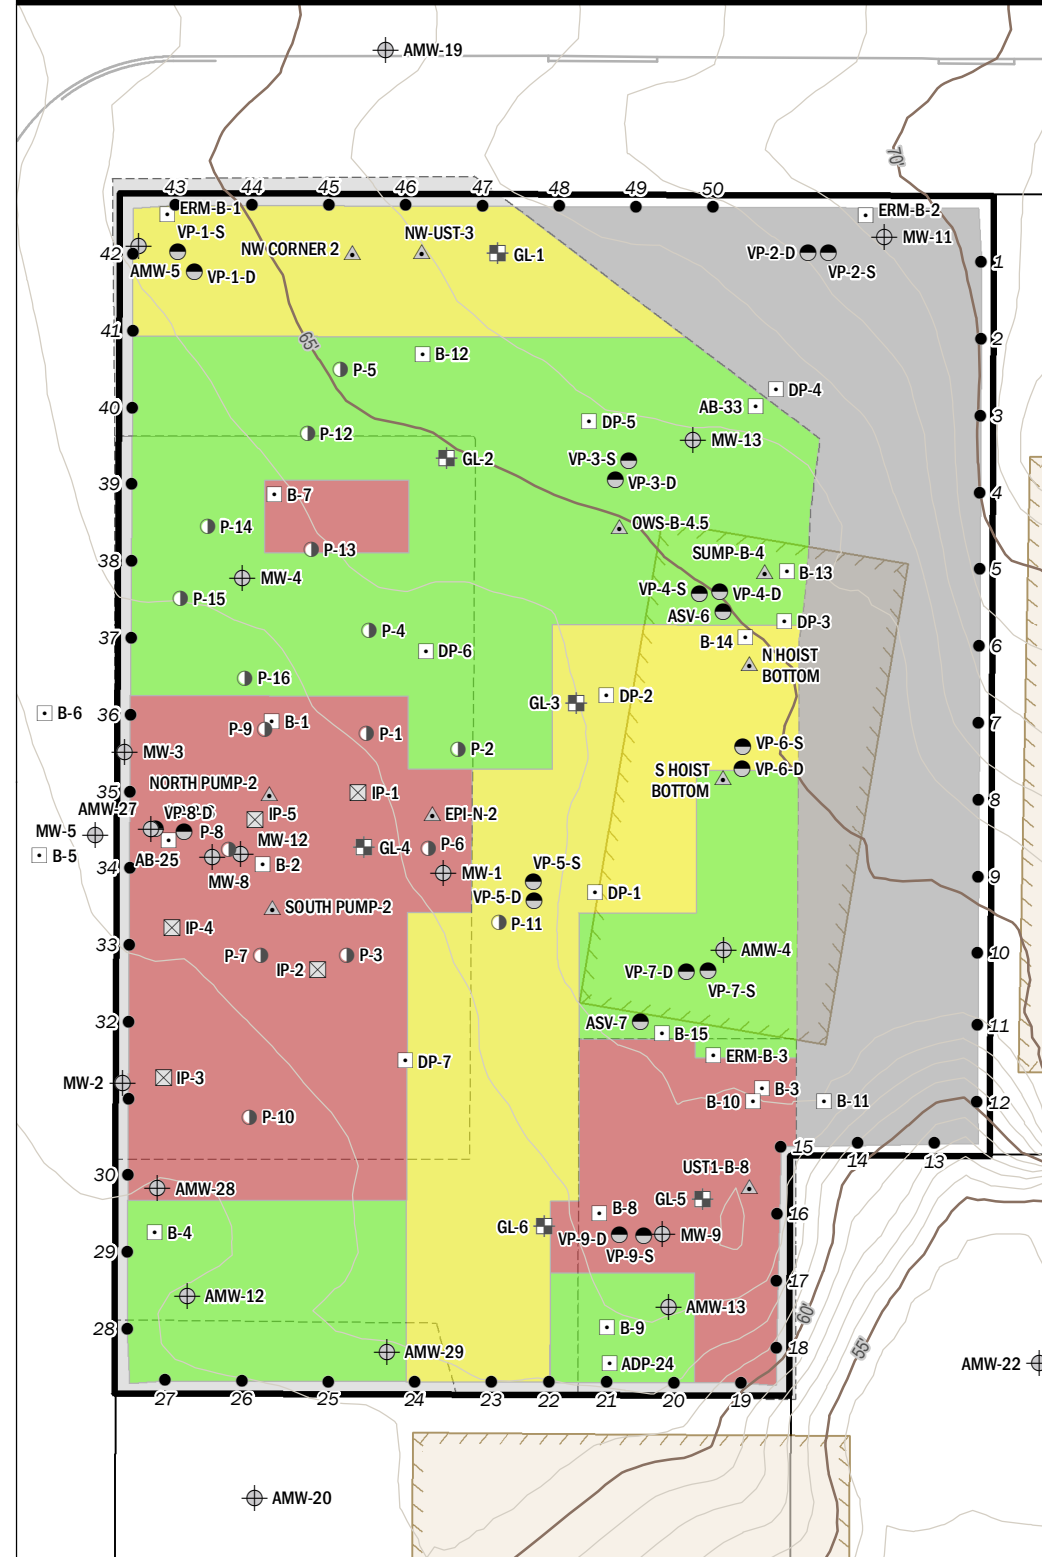 AMW-19
70'
43 44 45 46 47 48 49 50
ERM-B-1
ERM-B-2
VP-1-S
NW-UST-3
MW-11
42
NW CORNER 2
GL-1
VP-2-D
1
AMW-5
VP-1-D
VP-2-S
41
65'
2
B-12
P-5
DP-4
40
AB-33
3
P-12
DP-5
MW-13
GL-2
VP-3-S
39
VP-3-D
4
B-7
P-14
OWS-B-4.5
P-13
SUMP-B-4
38
MW-4
B-13
5
P-15
VP-4-S
VP-4-D
ASV-6
37
P-4
DP-3
DP-6
B-14
6
N HOIST
BOTTOM
P-16
DP-2
GL-3
B-6
36
B-1
7
P-9
P-1
MW-3
P-2
VP-6-S
S HOIST
BOTTOM
VP-6-D
35
NORTH PUMP-2
IP-1
8
AMW-27
VP-8-D
IP-5
EPI-N-2
MW-5
P-8
MW-12
GL-4
P-6
B-5
AB-25
B-2
VP-5-S
34
MW-8
MW-1
9
VP-5-D
DP-1
SOUTH PUMP-2
P-11
IP-4
33
AMW-4
10
P-7
P-3
IP-2
VP-7-D
VP-7-S
32
ASV-7
B-15
11
DP-7
ERM-B-3
MW-2
IP-3
B-3
B-10
B-11
12
P-10
15
14
13
30
UST1-B-8
AMW-28
GL-5
16
B-4
GL-6
B-8
MW-9
29
VP-9-D
VP-9-S
17
AMW-12
AMW-13
60'
28
B-9
AMW-29
18
55'
ADP-24
AMW-22
27 26 25 24 23 22 21 20 19
AMW-20